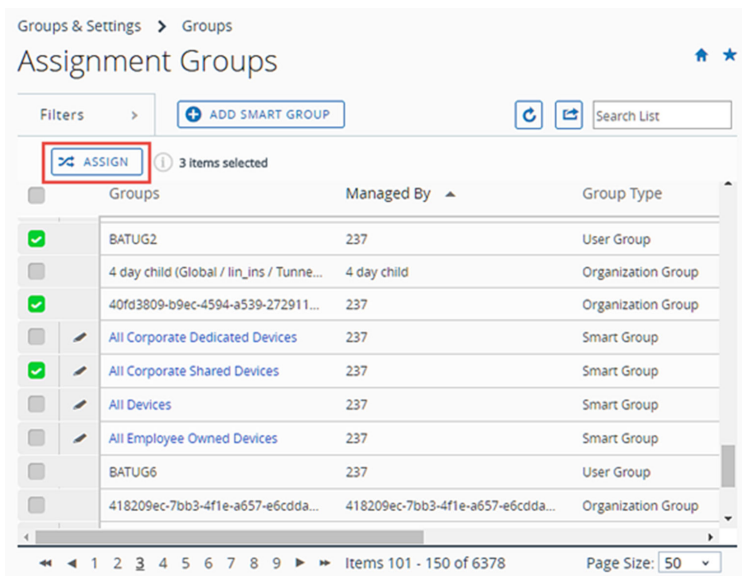 Groups & Settings > Groups
Assignment Groups
Filters > ADD SMART GROUP Search List
ASSIGN i 3 items selected
Groups Managed By Group Type
BATUG2 237 User Group
4 day child (Global / lin_ins / Tunne... 4 day child Organization Group
40fd3809-b9ec-4594-a539-272911... 237 Organization Group
All Corporate Dedicated Devices 237 Smart Group
All Corporate Shared Devices 237 Smart Group
All Devices 237 Smart Group
All Employee Owned Devices 237 Smart Group
BATUG6 237 User Group
418209ec-7bb3-4f1e-a657-e6cdda... 418209ec-7bb3-4f1e-a657-e6cdda... Organization Group
1 2 3 4 5 6 7 8 9 Items 101 - 150 of 6378 Page Size: 50